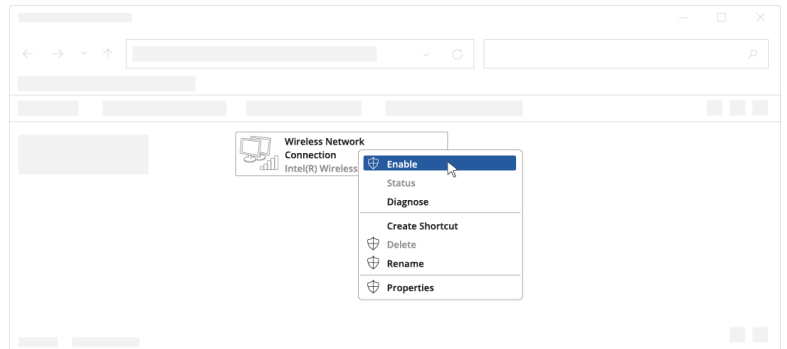 Wireless Network
Connection
Intel(R) Wireless
Enable
Status
Diagnose
Create Shortcut
Delete
Rename
Properties